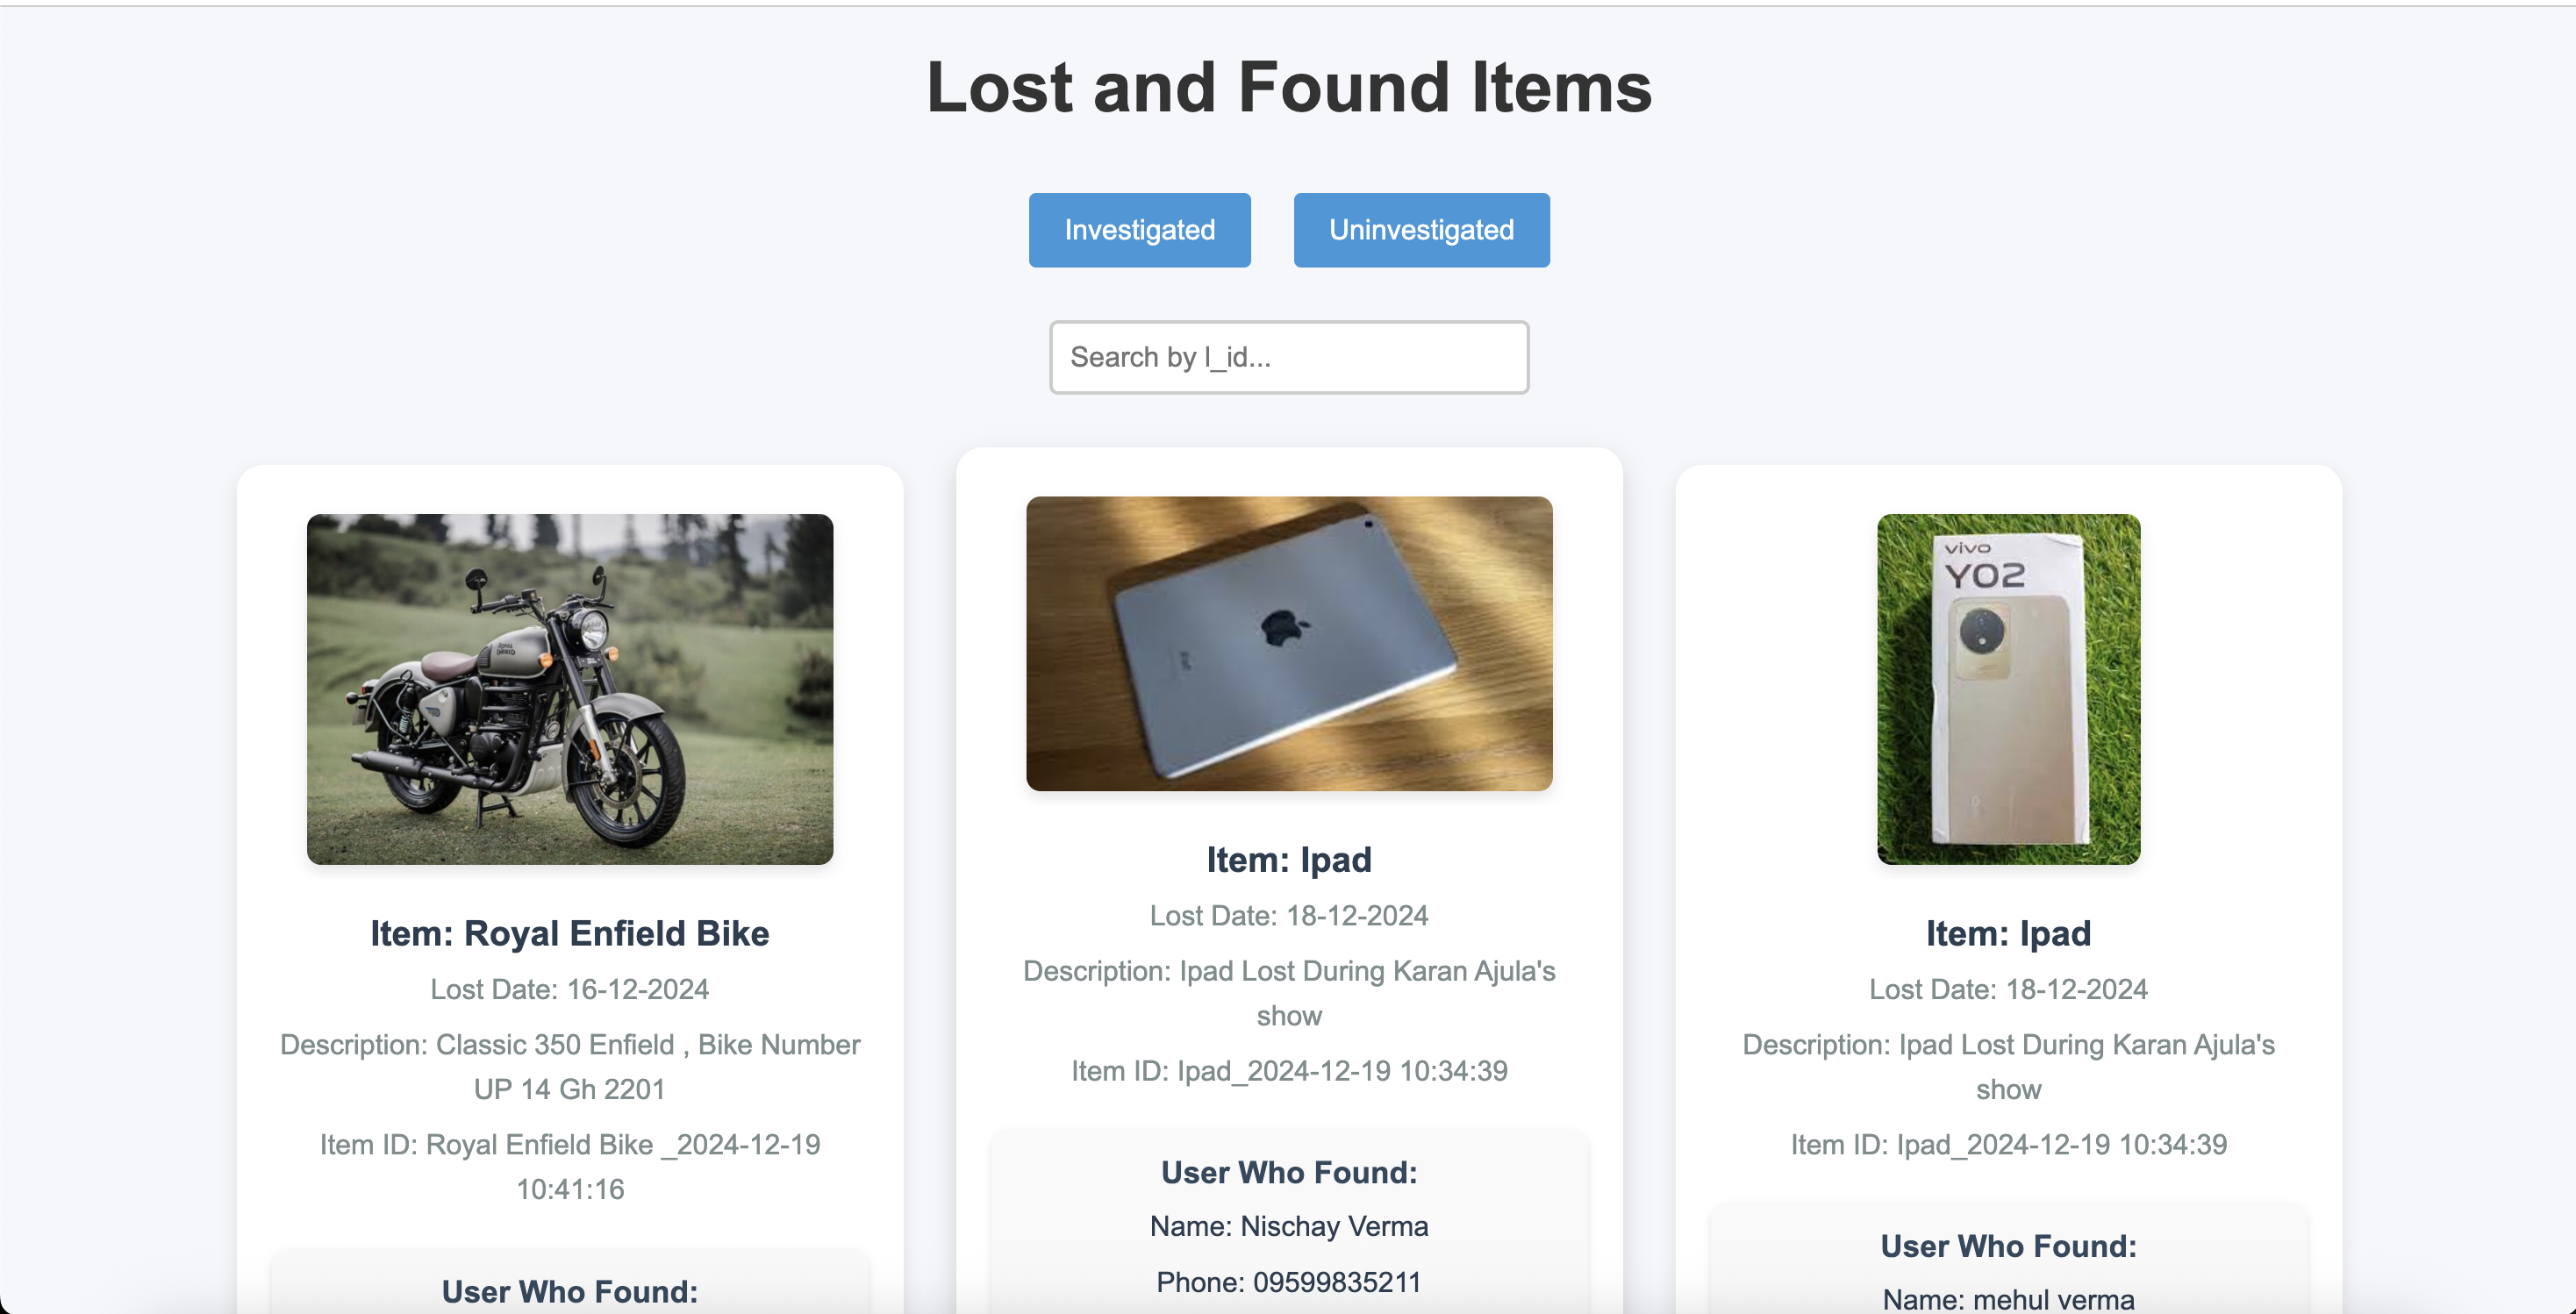 Lost and Found Items
Investigated
Uninvestigated
Search by l_id...
Item: Royal Enfield Bike
Lost Date: 16-12-2024
Description: Classic 350 Enfield , Bike Number
UP 14 Gh 2201
Item ID: Royal Enfield Bike _2024-12-19
10:41:16
User Who Found:
Item: Ipad
Lost Date: 18-12-2024
Description: Ipad Lost During Karan Ajula's
show
Item ID: Ipad_2024-12-19 10:34:39
User Who Found:
Name: Nischay Verma
Phone: 09599835211
vivo
Y02
Item: Ipad
Lost Date: 18-12-2024
Description: Ipad Lost During Karan Ajula's
show
Item ID: Ipad_2024-12-19 10:34:39
User Who Found:
Name: mehul verma